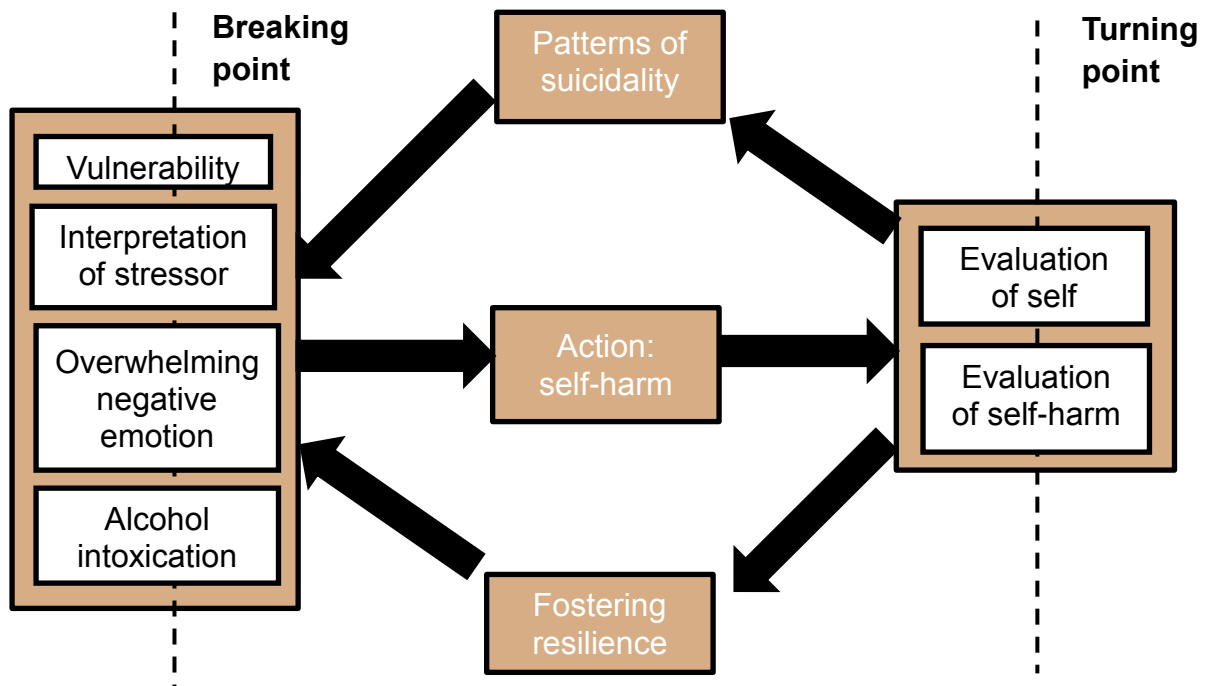 Breaking
point
Vulnerability
Interpretation
of stressor
Overwhelming
negative
emotion
Alcohol
intoxication
Patterns of
suicidality
Action:
self-harm
Fostering
resilience
Turning
point
Evaluation
of self
Evaluation
of self-harm